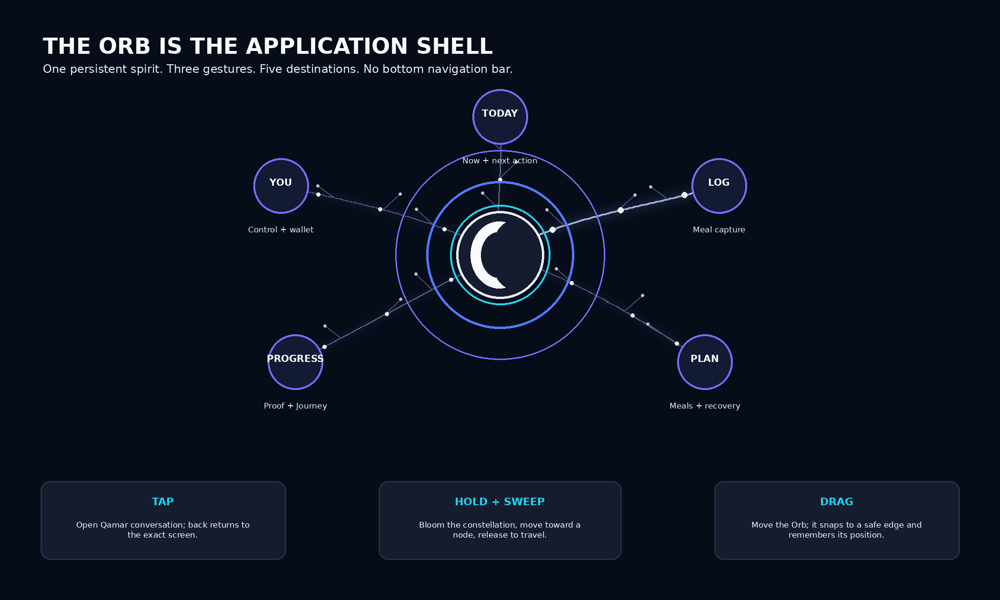 THE ORB IS THE APPLICATION SHELL
One persistent spirit. Three gestures. Five destinations. No bottom navigation bar.
TODAY
Now + next action
YOU
Control + wallet
LOG
Meal capture
PROGRESS
Proof + Journey
PLAN
Meals + recovery
TAP
Open Qamar conversation; back returns to
the exact screen.
HOLD + SWEEP
Bloom the constellation, move toward a
node, release to travel.
DRAG
Move the Orb; it snaps to a safe edge and
remembers its position.